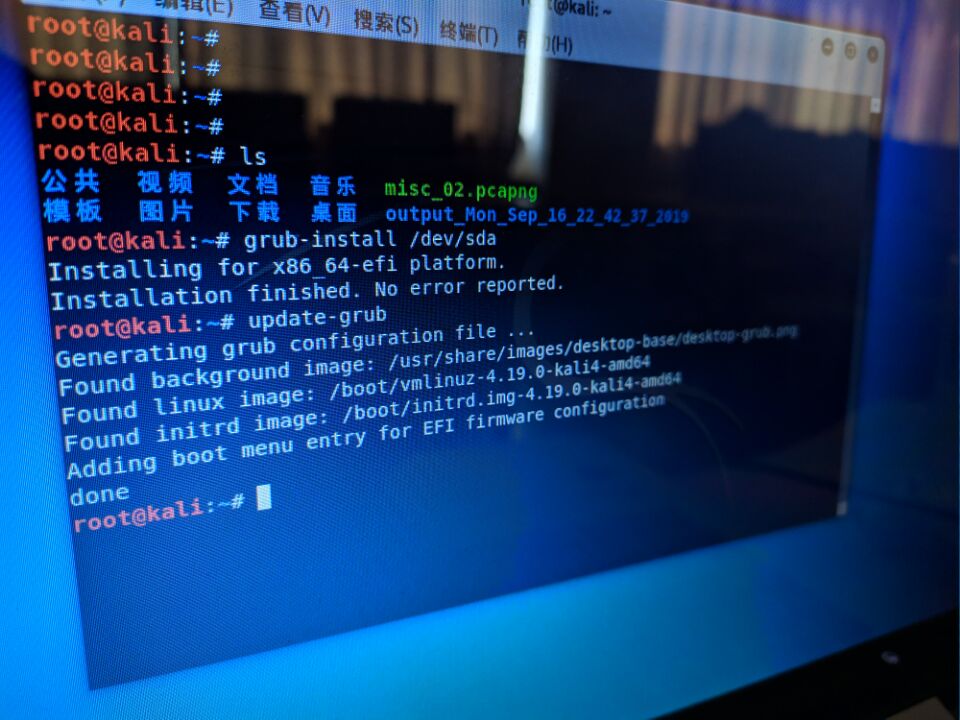 编辑(E) 查看(V) 搜索(S) 终端(T) 帮助(H)
root@kali:~#
root@kali:~#
root@kali:~#
root@kali:~#
root@kali:~# ls
公共 视频 文档 音乐 misc_02.pcapng
模板 图片 下载 桌面 output_Mon_Sep_16_22_42_37_2019
root@kali:~# grub-install /dev/sda
Installing for x86_64-efi platform.
Installation finished. No error reported.
root@kali:~# update-grub
Generating grub configuration file ...
Found background image: /usr/share/images/desktop-base/desktop-grub.png
Found linux image: /boot/vmlinuz-4.19.0-kali4-amd64
Found initrd image: /boot/initrd.img-4.19.0-kali4-amd64
Adding boot menu entry for EFI firmware configuration
done
root@kali:~#